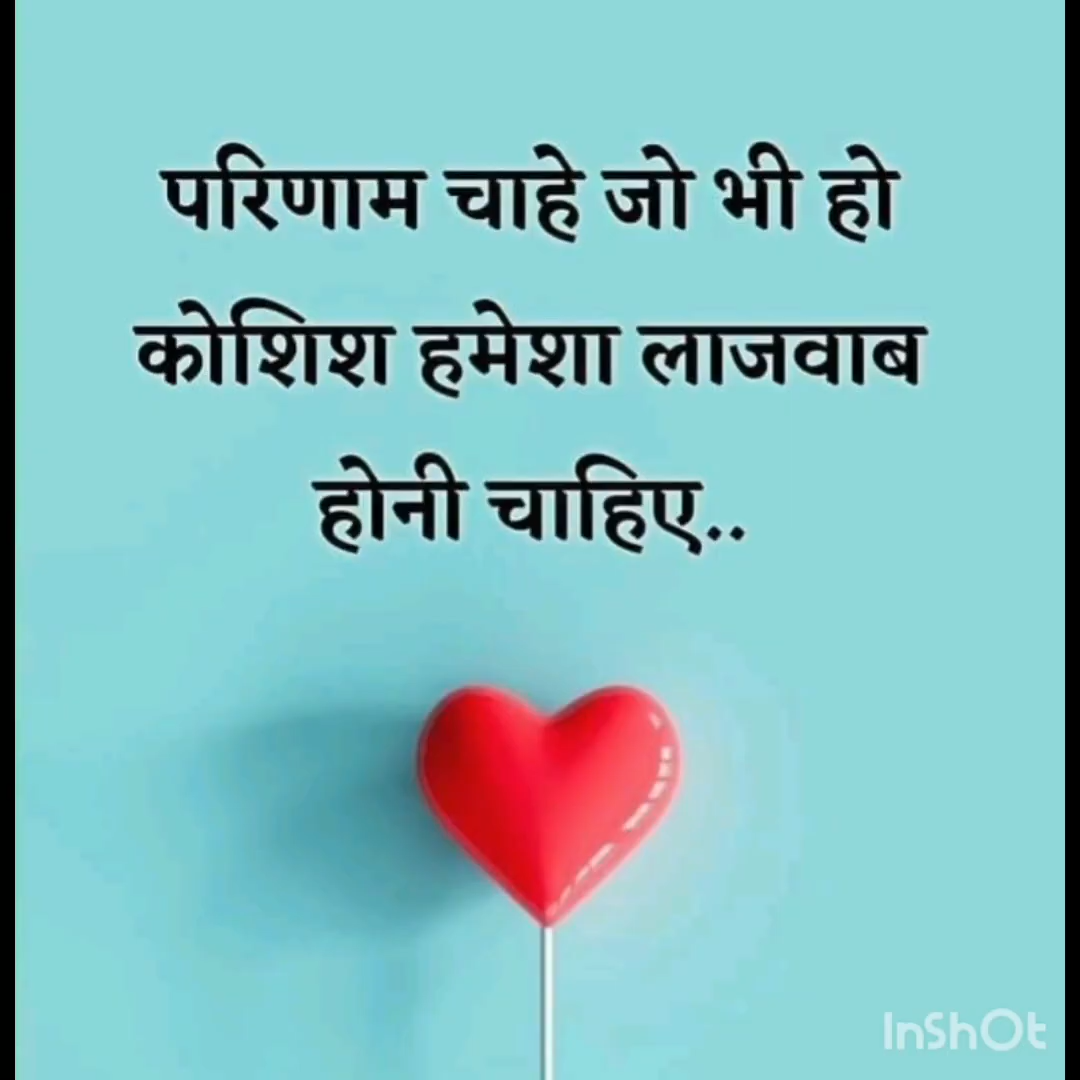 परिणाम चाहे जो भी हो
कोशिश हमेशा लाजवाब
होनी चाहिए..
InShOt